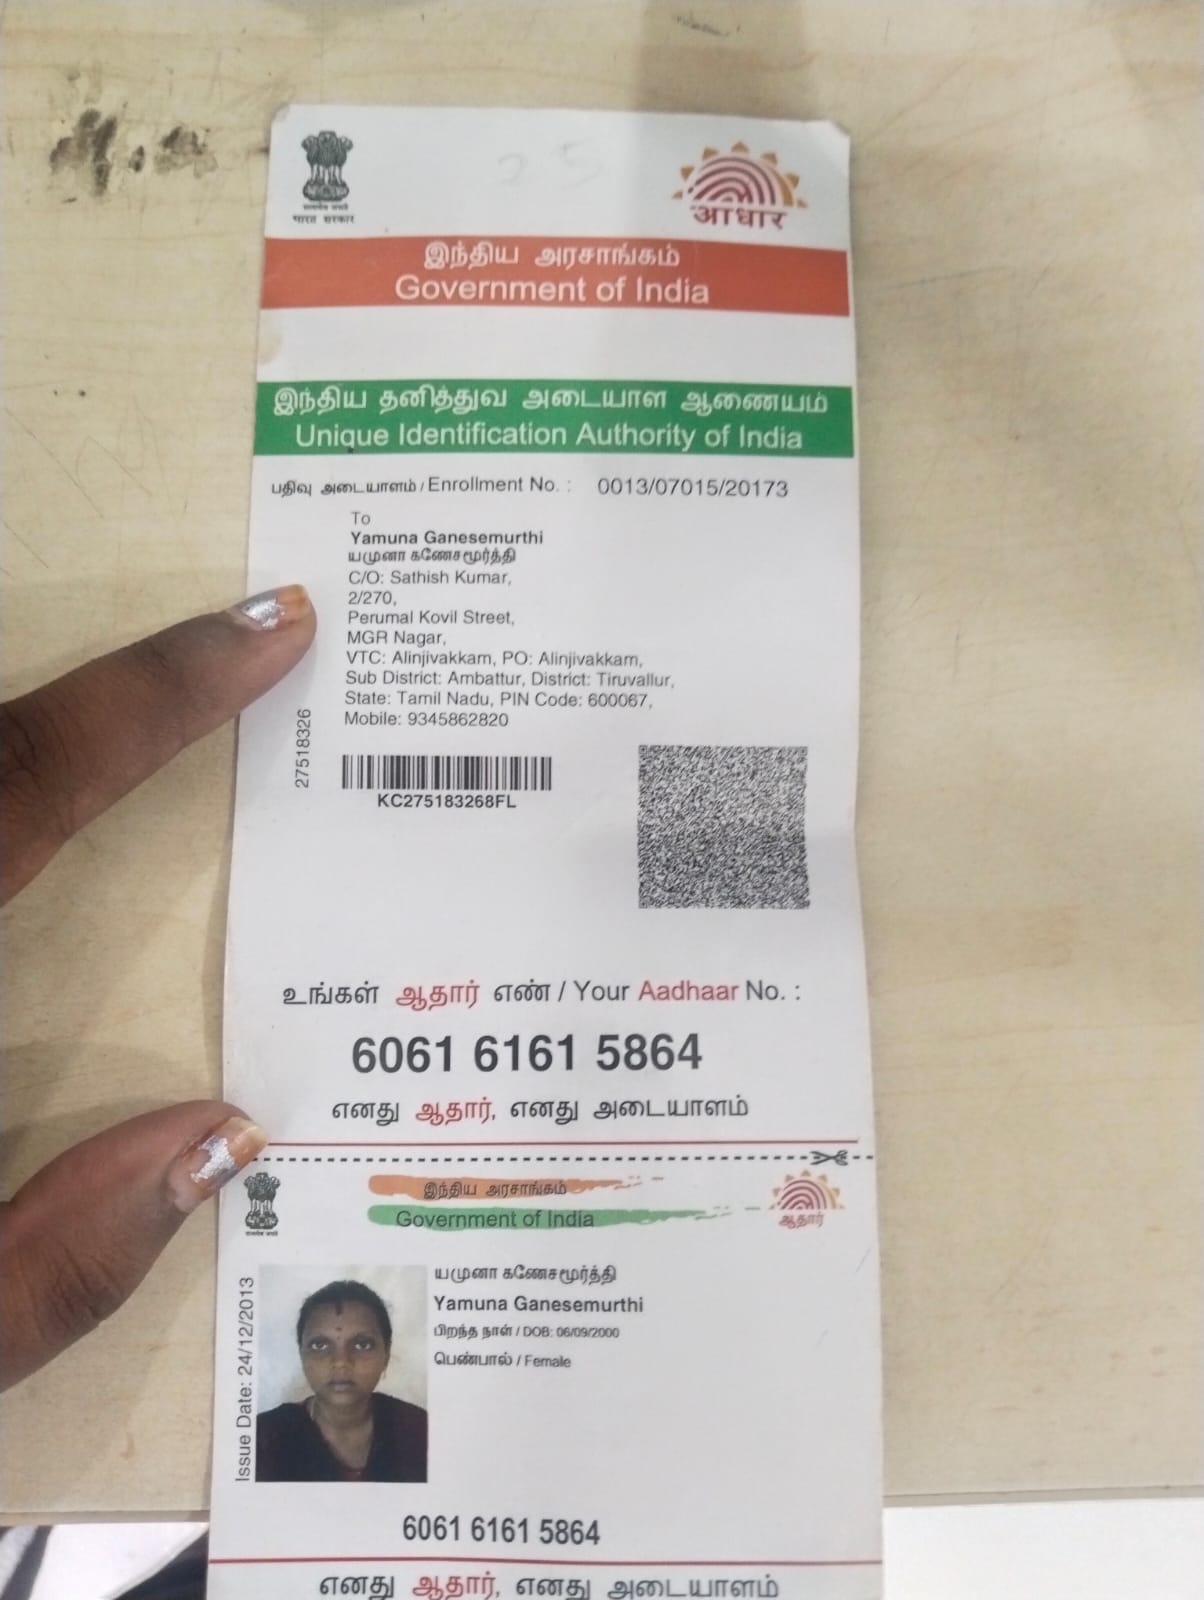 भारत सरकार
आधार
இந்திய அரசாங்கம்
Government of India
இந்திய தனித்துவ அடையாள ஆணையம்
Unique Identification Authority of India
பதிவு அடையாளம் / Enrollment No. : 0013/07015/20173
To
Yamuna Ganesemurthi
யமுனா கணேசமூர்த்தி
C/O: Sathish Kumar,
2/270,
Perumal Kovil Street,
MGR Nagar,
VTC: Alinjivakkam, PO: Alinjivakkam,
Sub District: Ambattur, District: Tiruvallur,
State: Tamil Nadu, PIN Code: 600067,
Mobile: 9345862820
27518326
KC275183268FL
உங்கள் ஆதார் எண் / Your Aadhaar No. :
6061 6161 5864
எனது ஆதார், எனது அடையாளம்
இந்திய அரசாங்கம்
Government of India
ஆதார்
Issue Date: 24/12/2013
யமுனா கணேசமூர்த்தி
Yamuna Ganesemurthi
பிறந்த நாள் / DOB: 06/09/2000
பெண்பால் / Female
6061 6161 5864
எனது ஆதார், எனது அடையாளம்